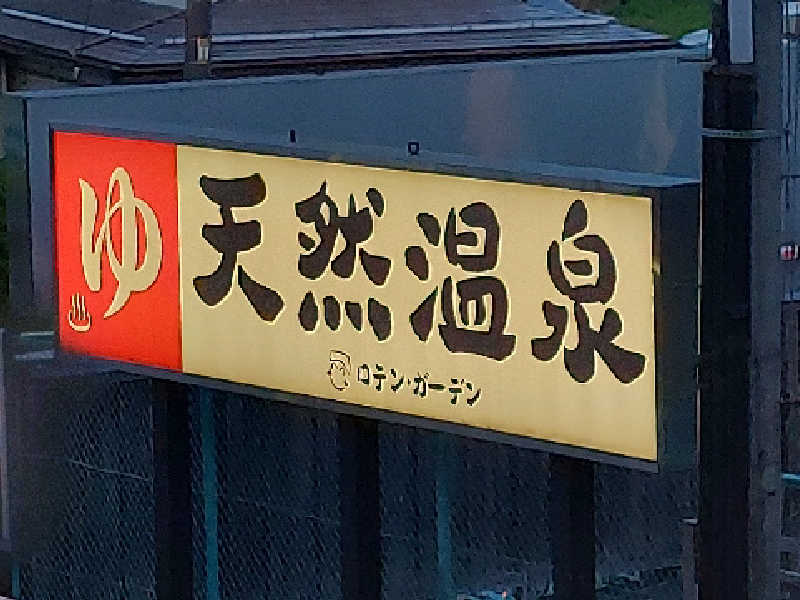 ゆ
♨
天然温泉
ロテン・ガーデン